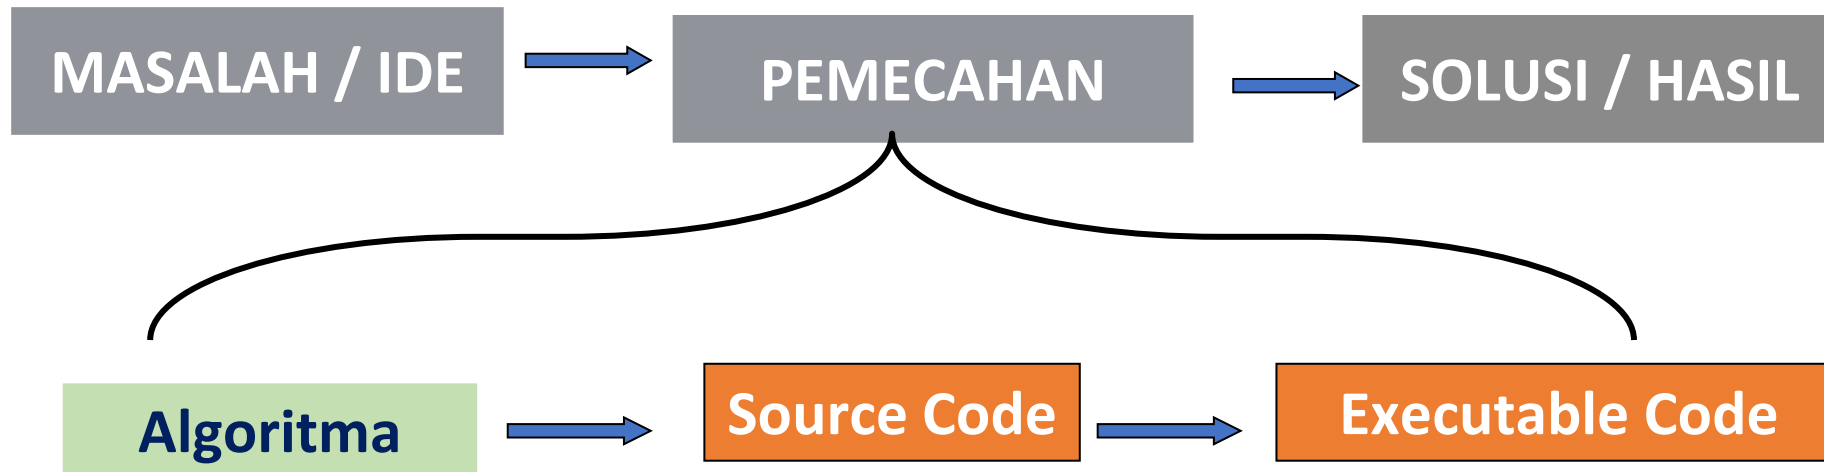 MASALAH / IDE
PEMECAHAN
SOLUSI / HASIL
Algoritma
Source Code
Executable Code